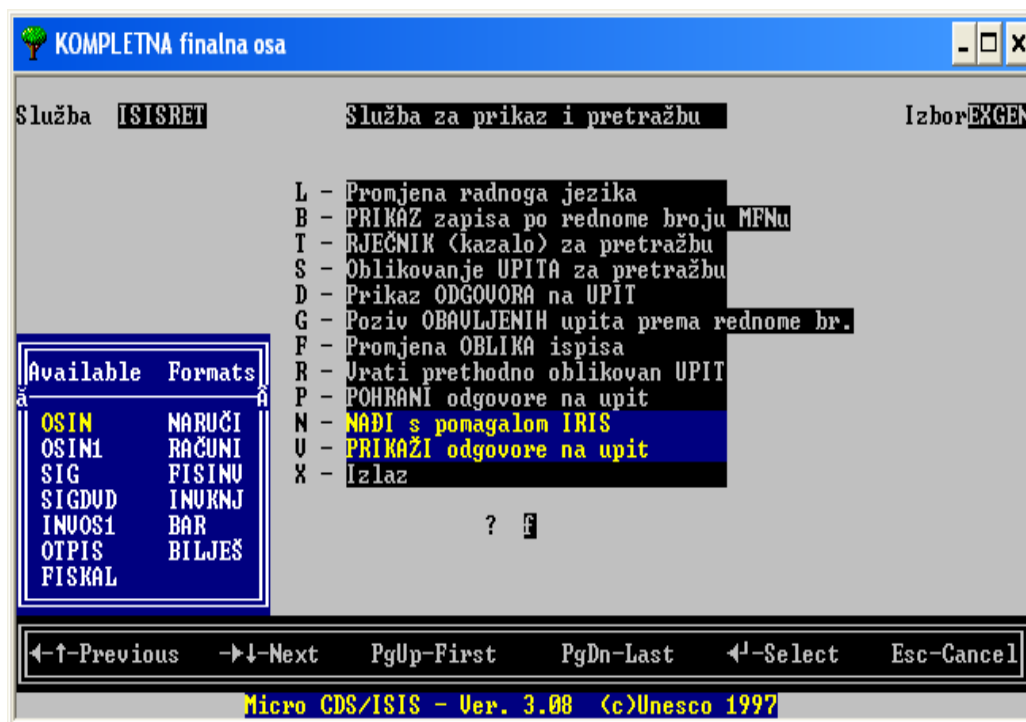 KOMPLETNA finalna osa
Služba ISISRET Služba za prikaz i pretražbu Izbor EXGEN
L - Promjena radnoga jezika
B - PRIKAZ zapisa po rednome broju MFNu
T - RJEČNIK (kazalo) za pretražbu
S - Oblikovanje UPITA za pretražbu
D - Prikaz ODGOVORA na UPIT
G - Poziv OBAVLJENIH upita prema rednome br.
F - Promjena OBLIKA ispisa
R - Vrati prethodno oblikovan UPIT
P - POHRANI odgovore na upit
N - NAĐI s pomagalom IRIS
V - PRIKAŽI odgovore na upit
X - Izlaz
? f
Available Formats
OSIN NARUČI
OSIN1 RAČUNI
SIG FISINV
SIGDVD INVKNJ
INVOS1 BAR
OTPIS BILJEŠ
FISKAL
◄-↑-Previous -►↓-Next PgUp-First PgDn-Last ◄┘-Select Esc-Cancel
Micro CDS/ISIS - Ver. 3.08 (c)Unesco 1997